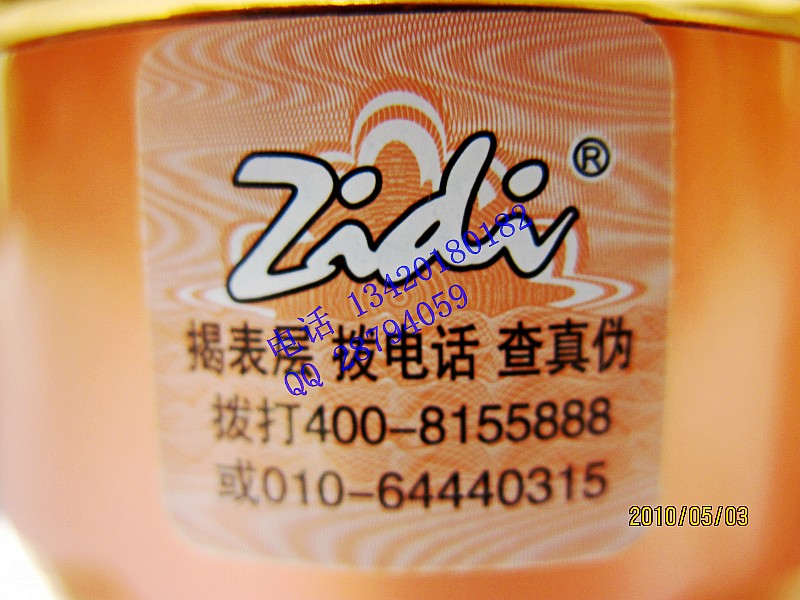 Zidi®
电话 13420180182
QQ 28794059
揭表层 拨电话 查真伪
拨打400-8155888
或010-64440315
2010/05/03